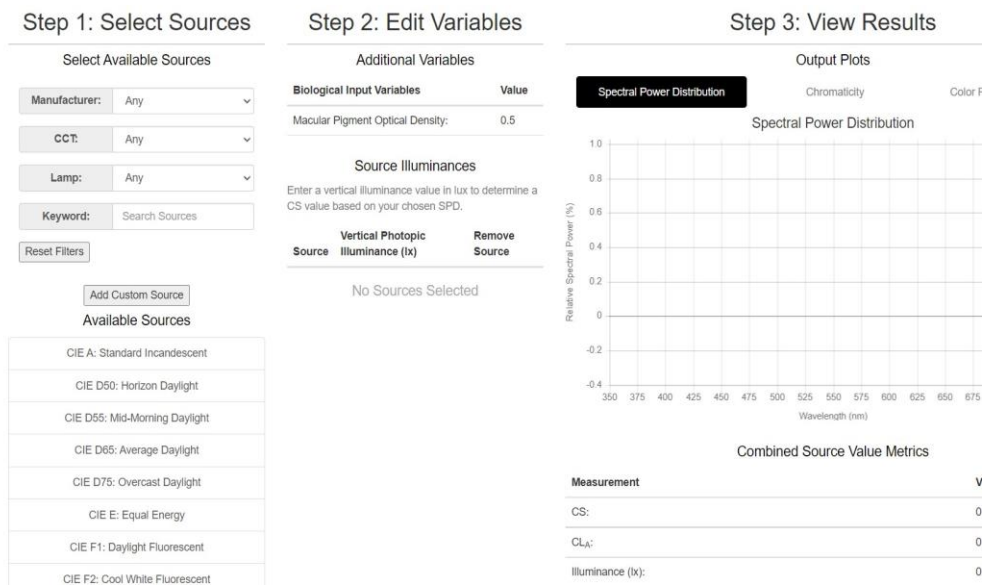 Step 1: Select Sources
Select Available Sources
Manufacturer: Any
CCT: Any
Lamp: Any
Keyword: Search Sources
Reset Filters
Add Custom Source
Available Sources
CIE A: Standard Incandescent
CIE D50: Horizon Daylight
CIE D55: Mid-Morning Daylight
CIE D65: Average Daylight
CIE D75: Overcast Daylight
CIE E: Equal Energy
CIE F1: Daylight Fluorescent
CIE F2: Cool White Fluorescent
Step 2: Edit Variables
Additional Variables
Biological Input Variables Value
Macular Pigment Optical Density: 0.5
Source Illuminances
Enter a vertical illuminance value in lux to determine a
CS value based on your chosen SPD.
Vertical Photopic Remove
Source Illuminance (lx) Source
No Sources Selected
Step 3: View Results
Output Plots
Spectral Power Distribution Chromaticity Color
Spectral Power Distribution
Relative Spectral Power (%)
1.0
0.8
0.6
0.4
0.2
0
-0.2
-0.4
350 375 400 425 450 475 500 525 550 575 600 625 650 675
Wavelength (nm)
Combined Source Value Metrics
Measurement V
CS: 0
CLA: 0
Illuminance (lx): 0